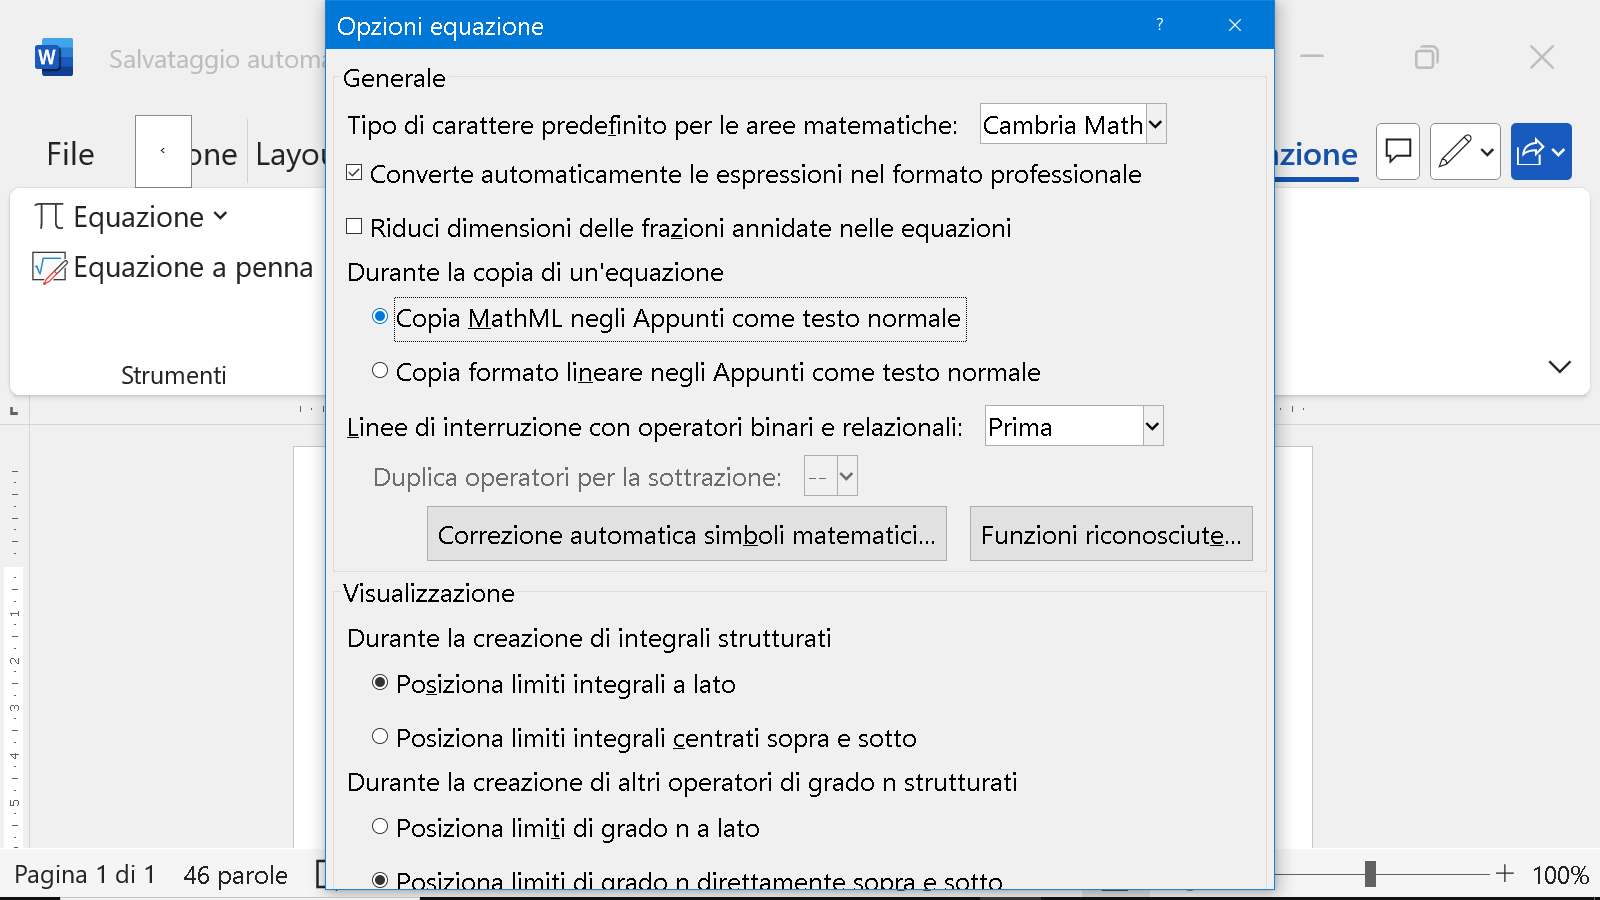 Opzioni equazione
Salvataggio automa
File
one
Layou
zione
Equazione
Equazione a penna
Strumenti
Generale
Tipo di carattere predefinito per le aree matematiche: Cambria Math
Converte automaticamente le espressioni nel formato professionale
Riduci dimensioni delle frazioni annidate nelle equazioni
Durante la copia di un'equazione
Copia MathML negli Appunti come testo normale
Copia formato lineare negli Appunti come testo normale
Linee di interruzione con operatori binari e relazionali: Prima
Duplica operatori per la sottrazione: --
Correzione automatica simboli matematici... Funzioni riconosciute...
Visualizzazione
Durante la creazione di integrali strutturati
Posiziona limiti integrali a lato
Posiziona limiti integrali centrati sopra e sotto
Durante la creazione di altri operatori di grado n strutturati
Posiziona limiti di grado n a lato
Posiziona limiti di grado n direttamente sopra e sotto
Pagina 1 di 1 46 parole 100%